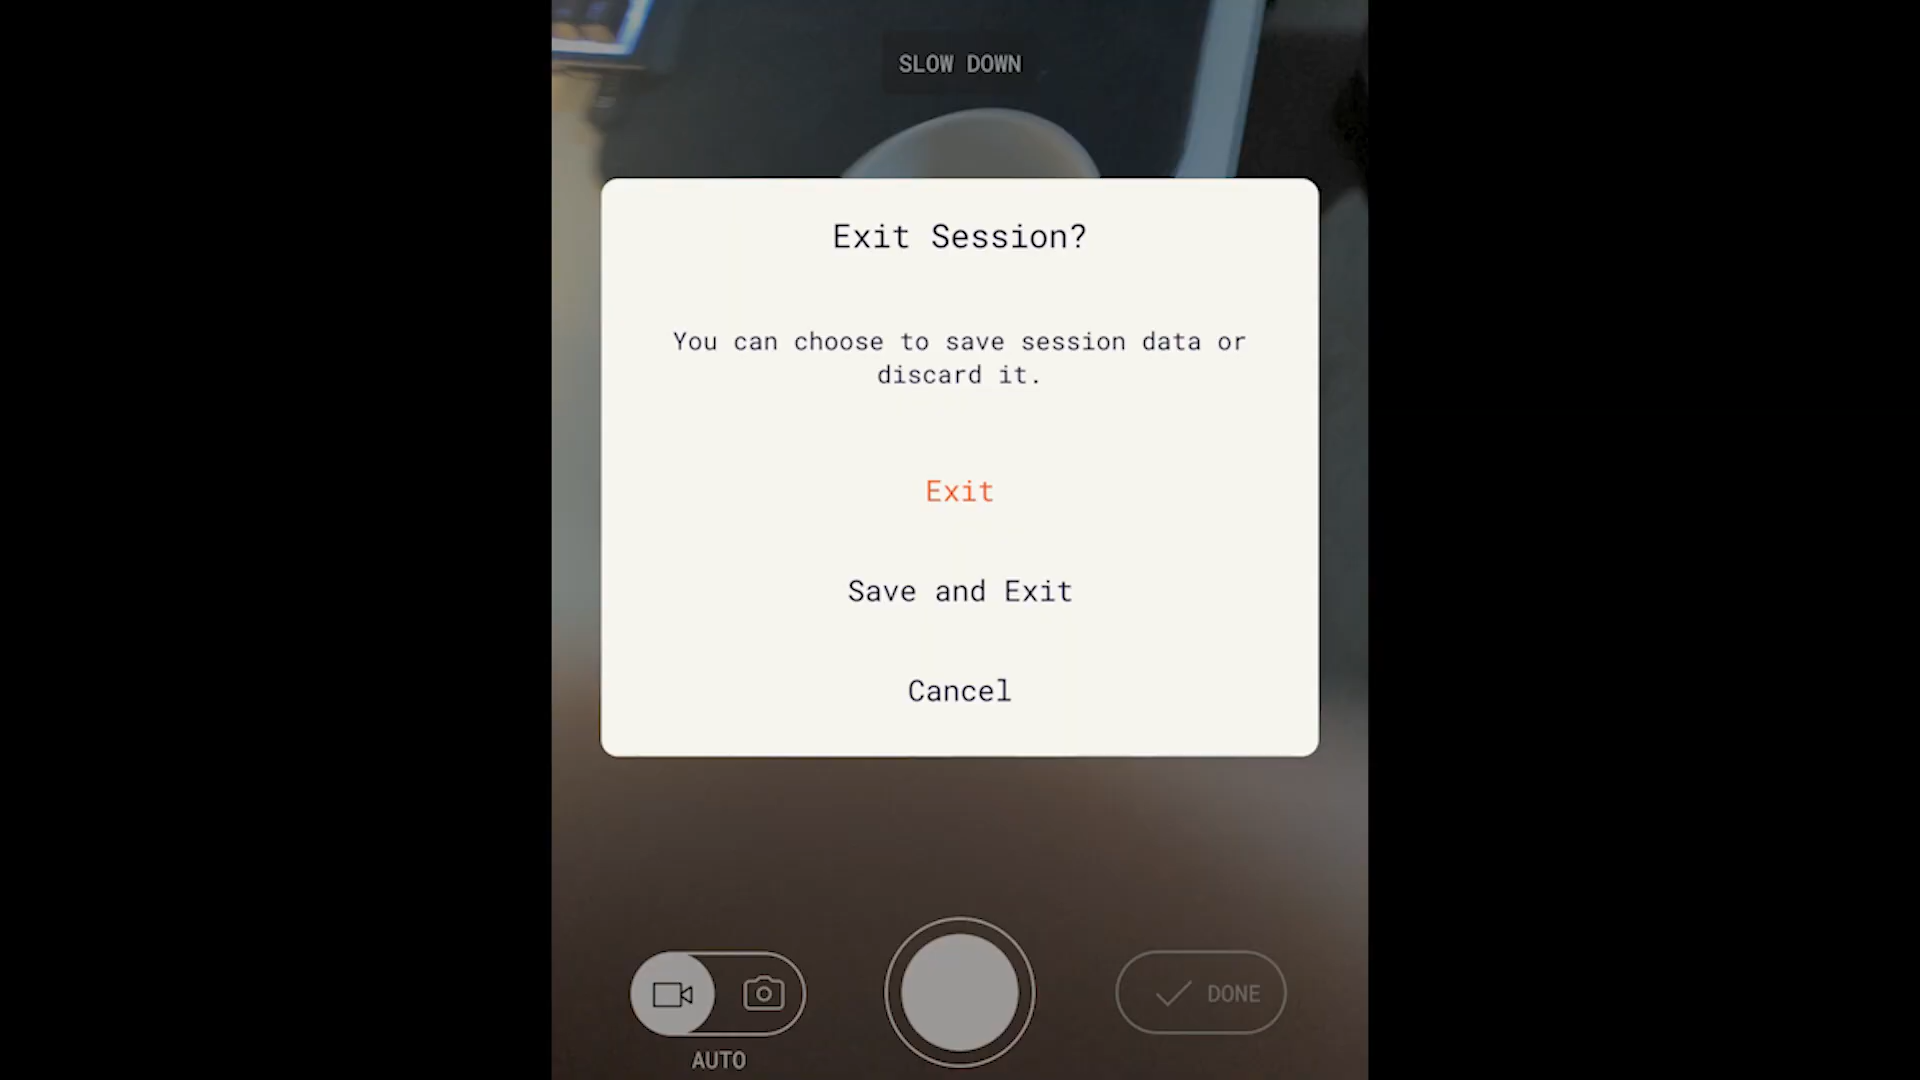 SLOW DOWN
Exit Session?
You can choose to save session data or
discard it.
Exit
Save and Exit
Cancel
DONE
AUTO